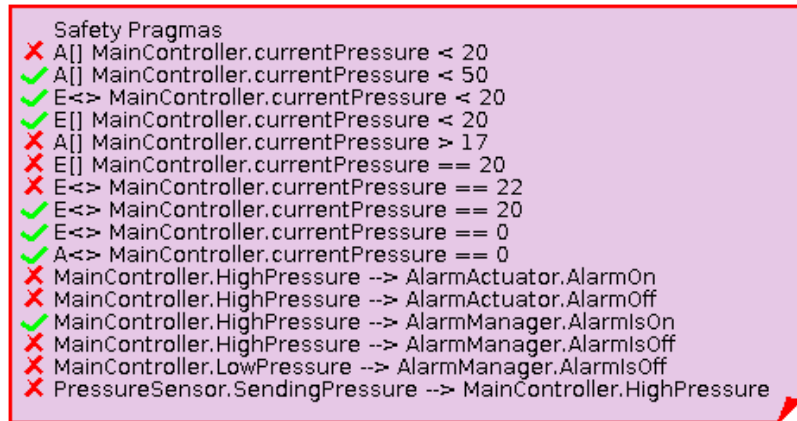 Safety Pragmas
A[] MainController.currentPressure < 20
A[] MainController.currentPressure < 50
E<> MainController.currentPressure < 20
E[] MainController.currentPressure < 20
A[] MainController.currentPressure > 17
E[] MainController.currentPressure == 20
E<> MainController.currentPressure == 22
E<> MainController.currentPressure == 20
E<> MainController.currentPressure == 0
A<> MainController.currentPressure == 0
MainController.HighPressure --> AlarmActuator.AlarmOn
MainController.HighPressure --> AlarmActuator.AlarmOff
MainController.HighPressure --> AlarmManager.AlarmIsOn
MainController.HighPressure --> AlarmManager.AlarmIsOff
MainController.LowPressure --> AlarmManager.AlarmIsOff
PressureSensor.SendingPressure --> MainController.HighPressure